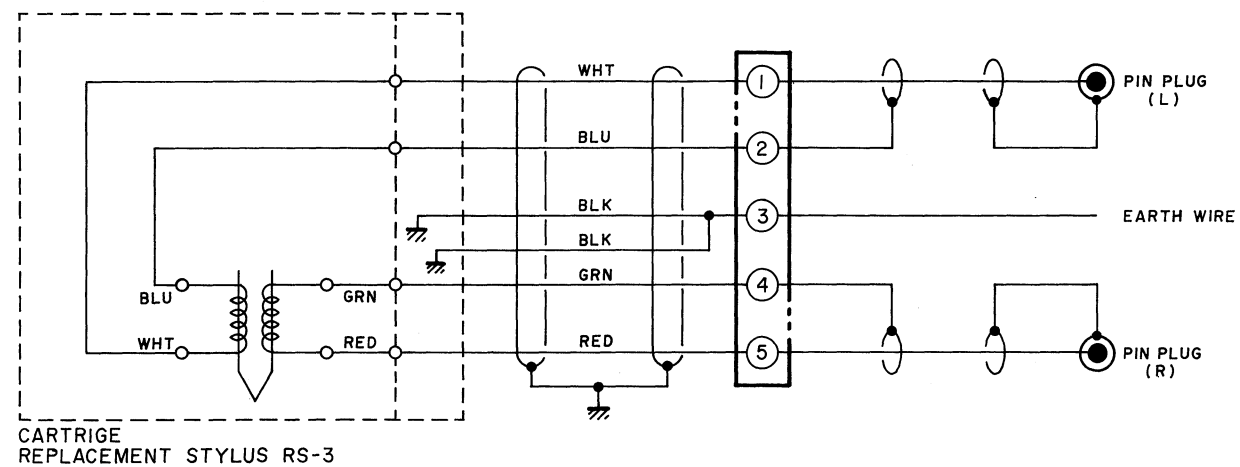 WHT
1
PIN PLUG
(L)
BLU
2
BLK
3
EARTH WIRE
BLK
GRN
4
BLU
GRN
WHT
RED
RED
5
PIN PLUG
(R)
CARTRIGE
REPLACEMENT STYLUS RS-3